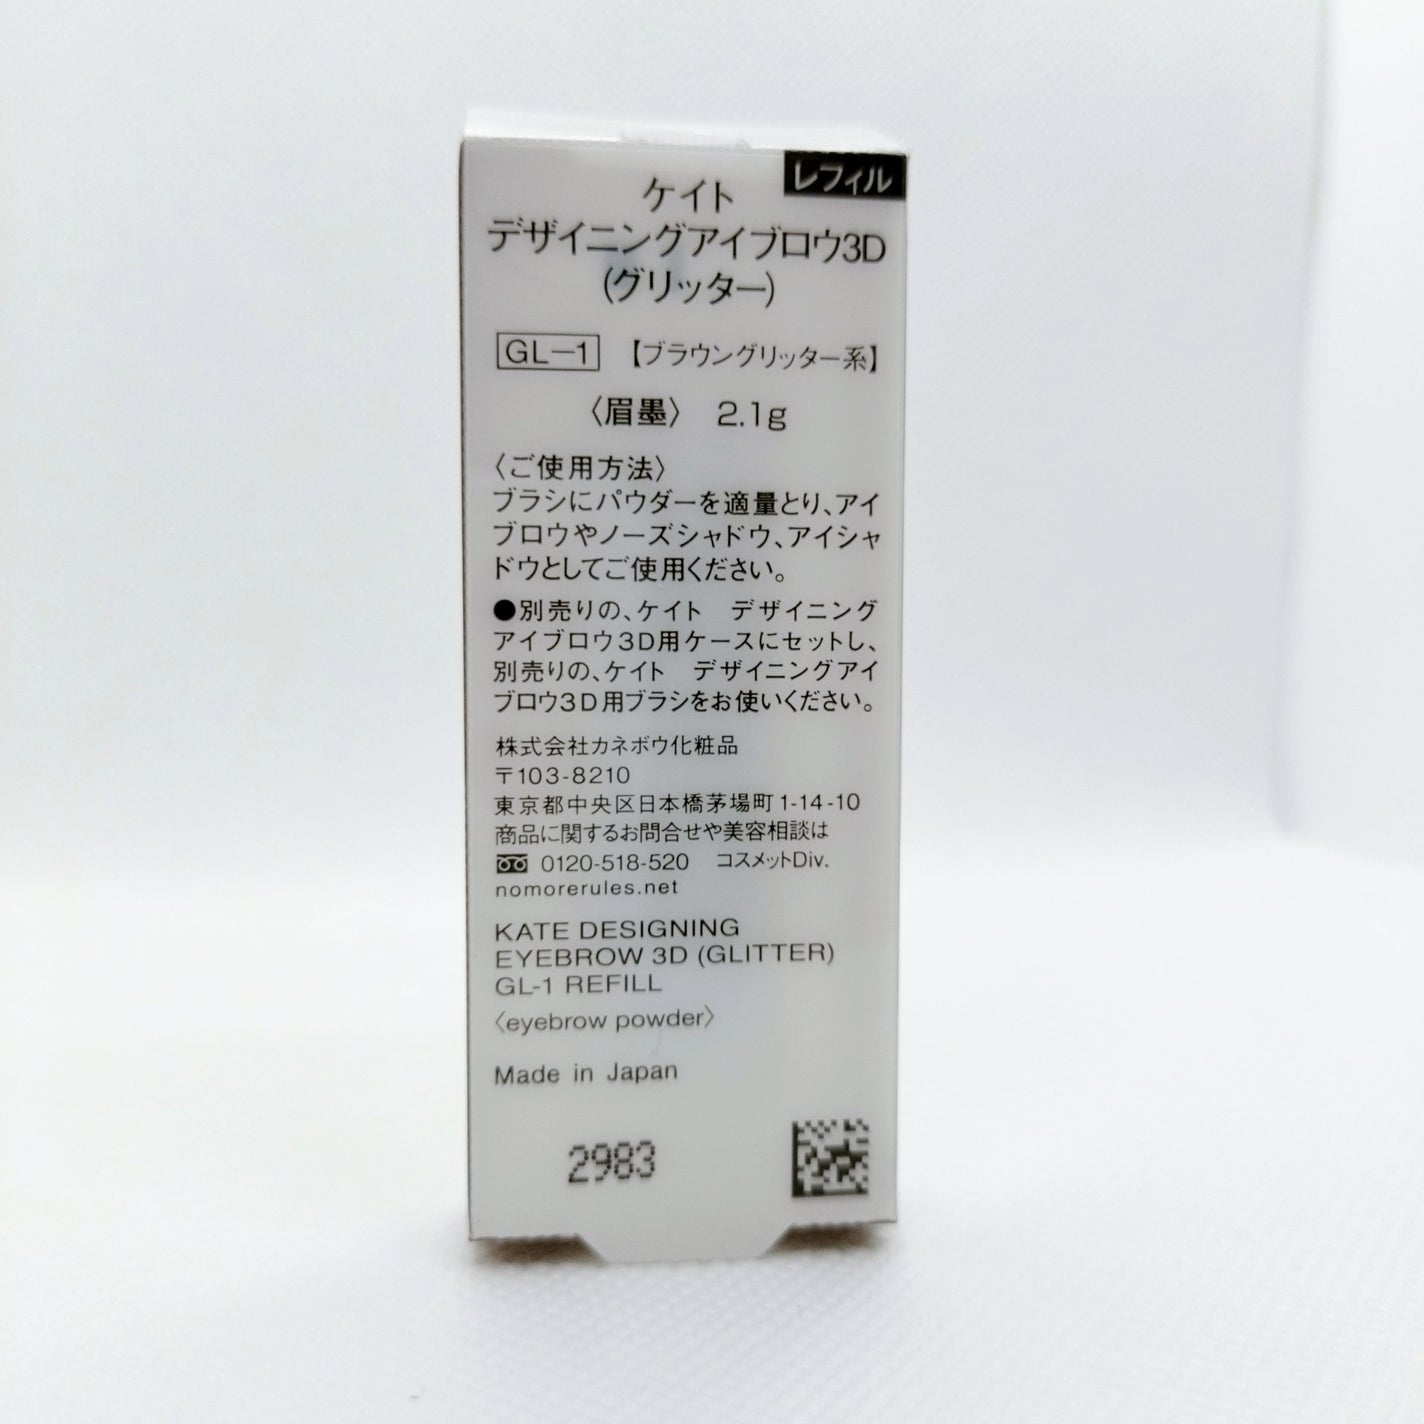 レフィル
ケイト
デザイニングアイブロウ3D
(グリッター)
GL-1 【ブラウングリッター系】
〈眉墨〉 2.1g
〈ご使用方法〉
ブラシにパウダーを適量とり、アイ
ブロウやノーズシャドウ、アイシャ
ドウとしてご使用ください。
●別売りの、ケイト デザイニング
アイブロウ3D用ケースにセットし、
別売りの、ケイト デザイニングアイ
ブロウ3D用ブラシをお使いください。
株式会社カネボウ化粧品
〒103-8210
東京都中央区日本橋茅場町1-14-10
商品に関するお問合せや美容相談は
0120-518-520 コスメットDiv.
nomorerules.net
KATE DESIGNING
EYEBROW 3D (GLITTER)
GL-1 REFILL
〈eyebrow powder〉
Made in Japan
2983